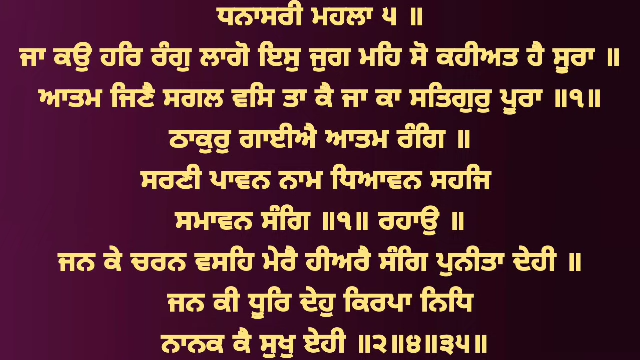 ਧਨਾਸਰੀ ਮਹਲਾ ੫ ॥
ਜਾ ਕਉ ਹਰਿ ਰੰਗੁ ਲਾਗੋ ਇਸੁ ਜੁਗ ਮਹਿ ਸੋ ਕਹੀਅਤ ਹੈ ਸੂਰਾ ॥
ਆਤਮ ਜਿਣੈ ਸਗਲ ਵਸਿ ਤਾ ਕੈ ਜਾ ਕਾ ਸਤਿਗੁਰੁ ਪੂਰਾ ॥੧॥
ਠਾਕੁਰੁ ਗਾਈਐ ਆਤਮ ਰੰਗਿ ॥
ਸਰਣੀ ਪਾਵਨ ਨਾਮ ਧਿਆਵਨ ਸਹਜਿ
ਸਮਾਵਨ ਸੰਗਿ ॥੧॥ ਰਹਾਉ ॥
ਜਨ ਕੇ ਚਰਨ ਵਸਹਿ ਮੇਰੈ ਹੀਅਰੈ ਸੰਗਿ ਪੁਨੀਤਾ ਦੇਹੀ ॥
ਜਨ ਕੀ ਧੂਰਿ ਦੇਹੁ ਕਿਰਪਾ ਨਿਧਿ
ਨਾਨਕ ਕੈ ਸੁਖੁ ਏਹੀ ॥੨॥੪॥੩੫॥